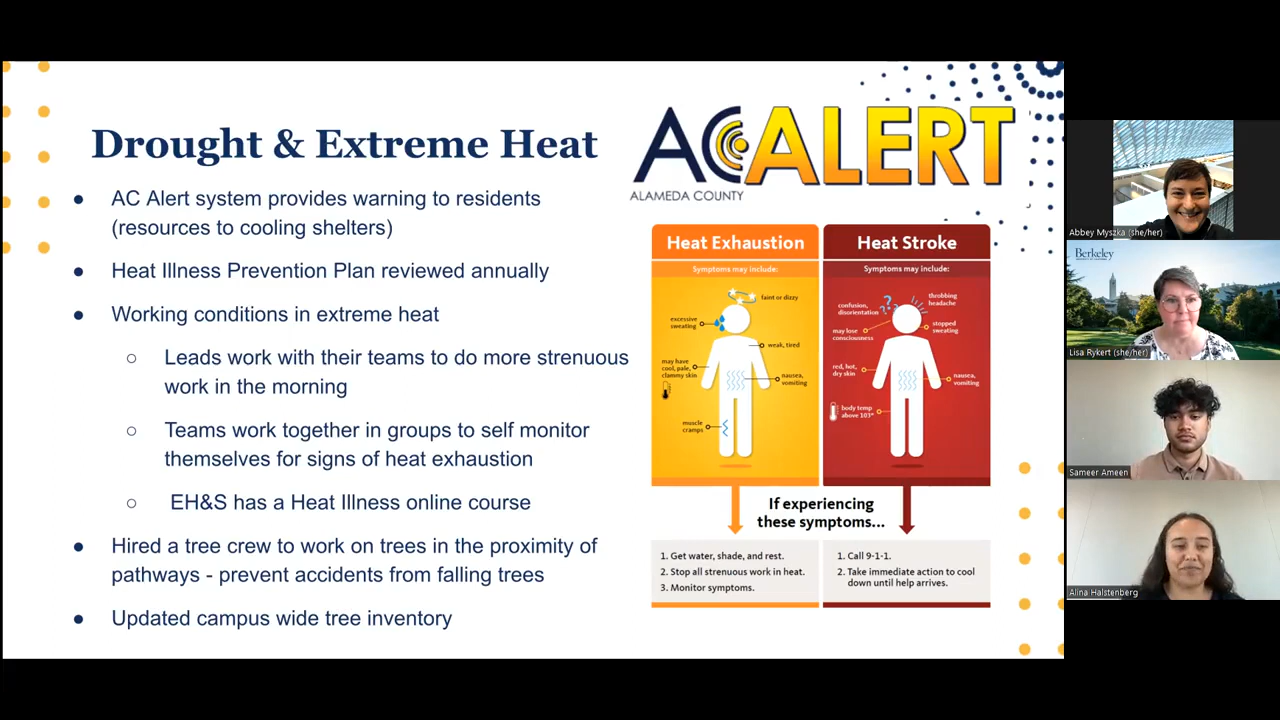 Drought & Extreme Heat
● AC Alert system provides warning to residents
(resources to cooling shelters)
● Heat Illness Prevention Plan reviewed annually
● Working conditions in extreme heat
○ Leads work with their teams to do more strenuous
work in the morning
○ Teams work together in groups to self monitor
themselves for signs of heat exhaustion
○ EH&S has a Heat Illness online course
● Hired a tree crew to work on trees in the proximity of
pathways - prevent accidents from falling trees
● Updated campus wide tree inventory
AC ALERT
ALAMEDA COUNTY
Heat Exhaustion
Symptoms may include:
faint or dizzy
excessive
sweating
weak, tired
may have
cool, pale,
clammy skin
nausea,
vomiting
muscle
cramps
Heat Stroke
Symptoms may include:
throbbing
headache
confusion,
disorientation
stopped
sweating
may lose
consciousness
red, hot,
dry skin
nausea,
vomiting
body temp
above
If experiencing
these symptoms...
1. Get water, shade, and rest.
2. Stop all strenuous work in heat.
3. Monitor symptoms.
1. Call 9-1-1.
2. Take immediate action to cool
down until help arrives.
Abbey Myszka (she/her)
Berkeley
Lisa Rykert (she/her)
Sameer Ameen
Alina Halstenberg